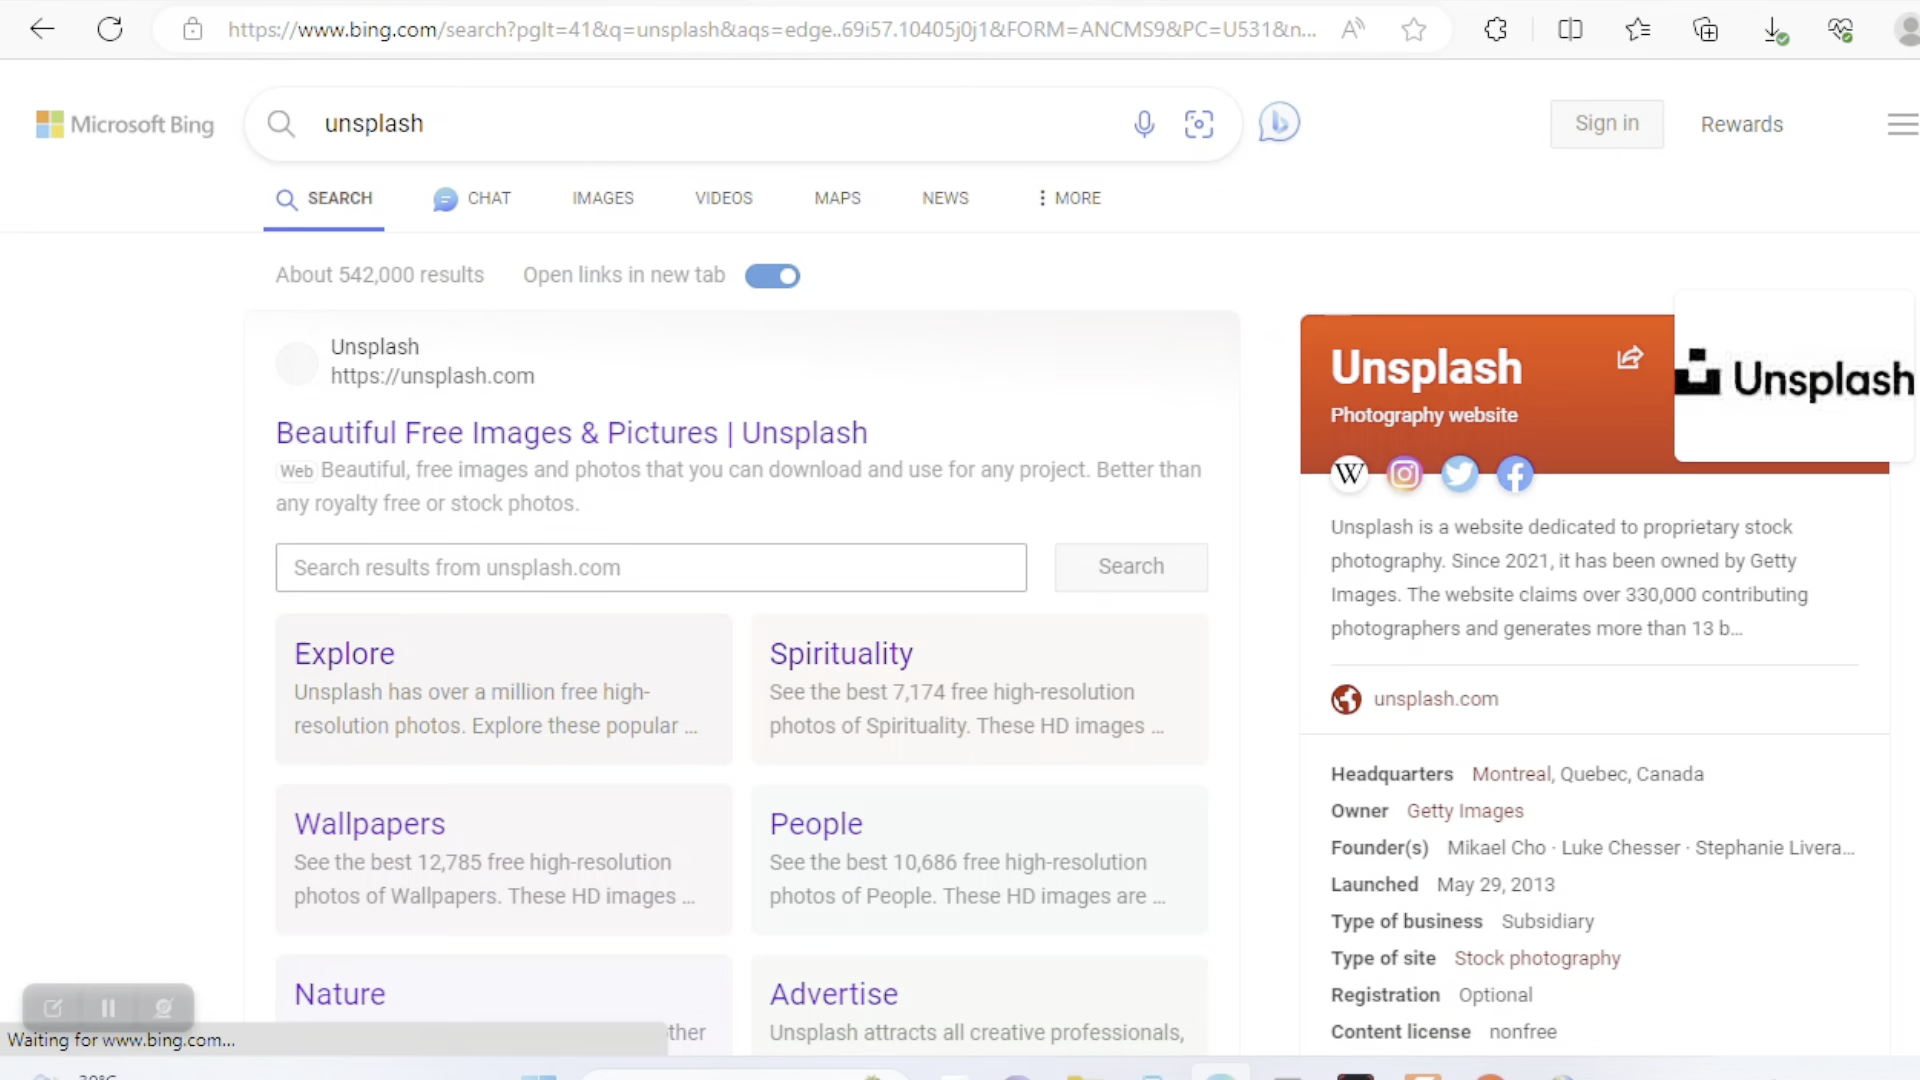 https://www.bing.com/search?pglt=41&q=unsplash&aqs=edge..69i57.10405j0j1&FORM=ANCMS9&PC=U531&n...
Microsoft Bing
unsplash
Sign in
Rewards
SEARCH
CHAT
IMAGES
VIDEOS
MAPS
NEWS
MORE
About 542,000 results
Open links in new tab
Unsplash
https://unsplash.com
Beautiful Free Images & Pictures | Unsplash
Web Beautiful, free images and photos that you can download and use for any project. Better than
any royalty free or stock photos.
Search results from unsplash.com
Search
Explore
Unsplash has over a million free high-
resolution photos. Explore these popular ...
Spirituality
See the best 7,174 free high-resolution
photos of Spirituality. These HD images ...
Wallpapers
See the best 12,785 free high-resolution
photos of Wallpapers. These HD images ...
People
See the best 10,686 free high-resolution
photos of People. These HD images are ...
Nature
ther
Advertise
Unsplash attracts all creative professionals,
Unsplash
Photography website
Unsplash
W
Unsplash is a website dedicated to proprietary stock
photography. Since 2021, it has been owned by Getty
Images. The website claims over 330,000 contributing
photographers and generates more than 13 b...
unsplash.com
Headquarters Montreal, Quebec, Canada
Owner Getty Images
Founder(s) Mikael Cho · Luke Chesser · Stephanie Livera...
Launched May 29, 2013
Type of business Subsidiary
Type of site Stock photography
Registration Optional
Content license nonfree
Waiting for www.bing.com...